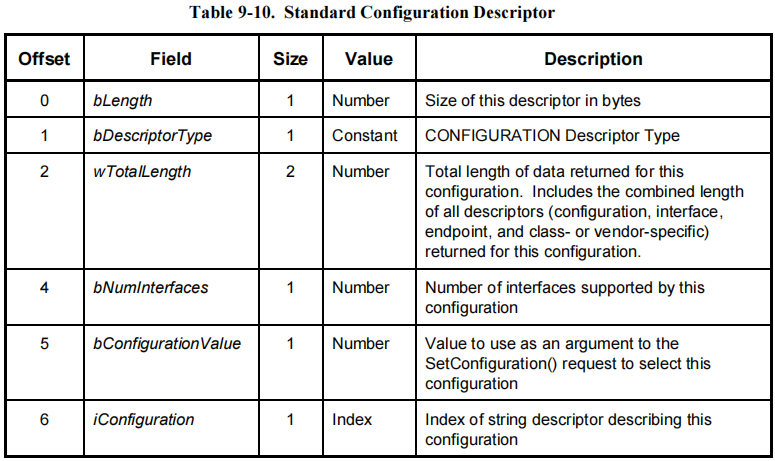 Table 9-10. Standard Configuration Descriptor
Offset Field Size Value Description
0 bLength 1 Number Size of this descriptor in bytes
1 bDescriptorType 1 Constant CONFIGURATION Descriptor Type
2 wTotalLength 2 Number Total length of data returned for this
configuration. Includes the combined length
of all descriptors (configuration, interface,
endpoint, and class- or vendor-specific)
returned for this configuration.
4 bNumInterfaces 1 Number Number of interfaces supported by this
configuration
5 bConfigurationValue 1 Number Value to use as an argument to the
SetConfiguration() request to select this
configuration
6 iConfiguration 1 Index Index of string descriptor describing this
configuration